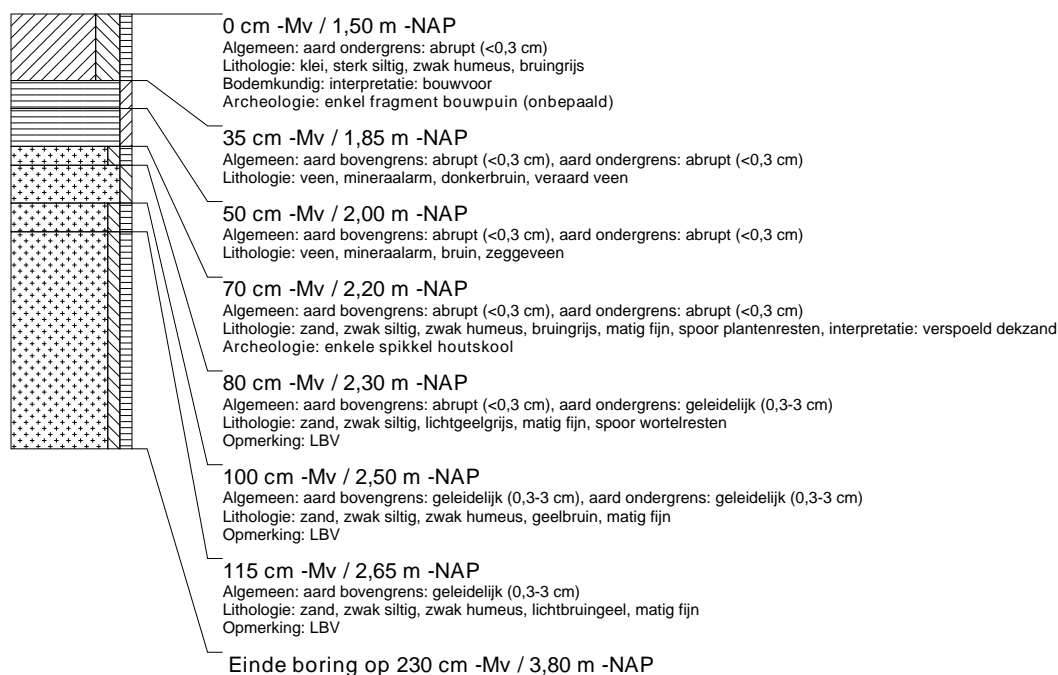 0 cm -Mv / 1,50 m -NAP
Algemeen: aard ondergrens: abrupt (<0,3 cm)
Lithologie: klei, sterk siltig, zwak humeus, bruingrijs
Bodemkundig: interpretatie: bouwvoor
Archeologie: enkel fragment bouwpuin (onbepaald)
35 cm -Mv / 1,85 m -NAP
Algemeen: aard bovengrens: abrupt (<0,3 cm), aard ondergrens: abrupt (<0,3 cm)
Lithologie: veen, mineraalarm, donkerbruin, veraard veen
50 cm -Mv / 2,00 m -NAP
Algemeen: aard bovengrens: abrupt (<0,3 cm), aard ondergrens: abrupt (<0,3 cm)
Lithologie: veen, mineraalarm, bruin, zeggeveen
70 cm -Mv / 2,20 m -NAP
Algemeen: aard bovengrens: abrupt (<0,3 cm), aard ondergrens: abrupt (<0,3 cm)
Lithologie: zand, zwak siltig, zwak humeus, bruingrijs, matig fijn, spoor plantenresten, interpretatie: verspoeld dekzand
Archeologie: enkele spikkel houtskool
80 cm -Mv / 2,30 m -NAP
Algemeen: aard bovengrens: abrupt (<0,3 cm), aard ondergrens: geleidelijk (0,3-3 cm)
Lithologie: zand, zwak siltig, lichtgeelgrijs, matig fijn, spoor wortelresten
Opmerking: LBV
100 cm -Mv / 2,50 m -NAP
Algemeen: aard bovengrens: geleidelijk (0,3-3 cm), aard ondergrens: geleidelijk (0,3-3 cm)
Lithologie: zand, zwak siltig, zwak humeus, geelbruin, matig fijn
Opmerking: LBV
115 cm -Mv / 2,65 m -NAP
Algemeen: aard bovengrens: geleidelijk (0,3-3 cm)
Lithologie: zand, zwak siltig, zwak humeus, lichtbruingeel, matig fijn
Opmerking: LBV
Einde boring op 230 cm -Mv / 3,80 m -NAP